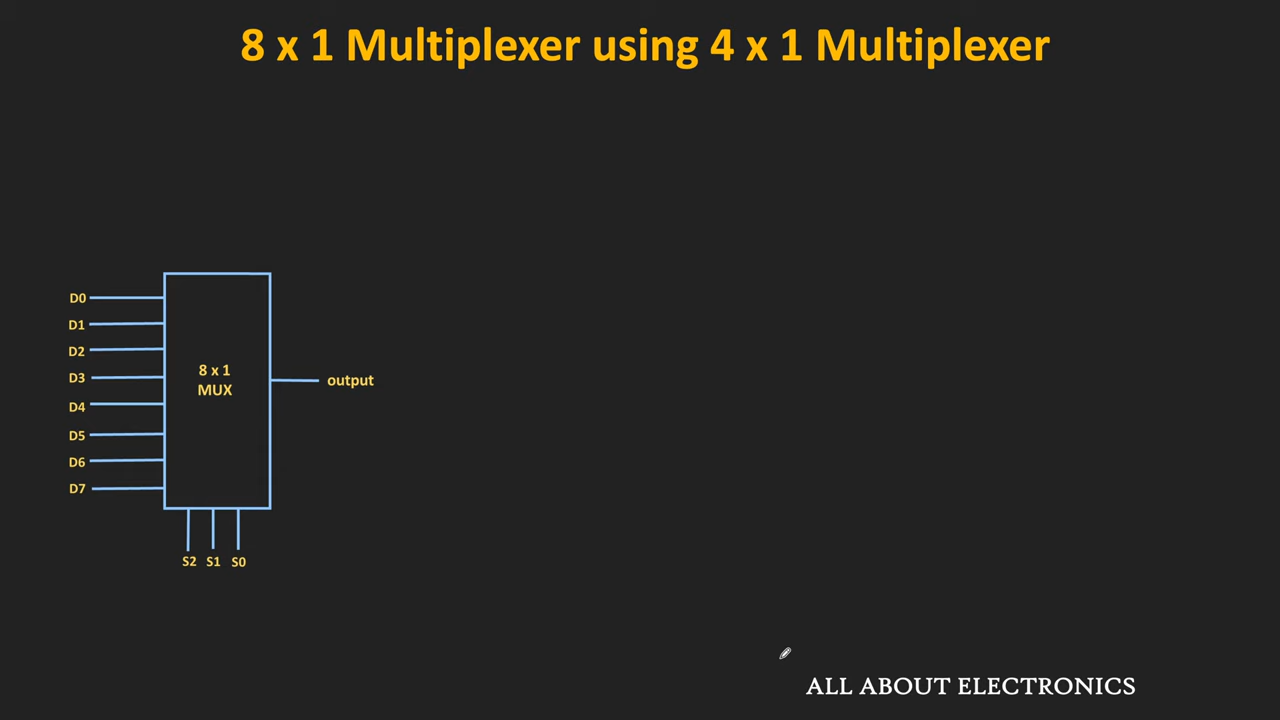 8 x 1 Multiplexer using 4 x 1 Multiplexer
D0
D1
D2
D3
D4
D5
D6
D7
8 x 1
MUX
output
S2 S1 S0
ALL ABOUT ELECTRONICS